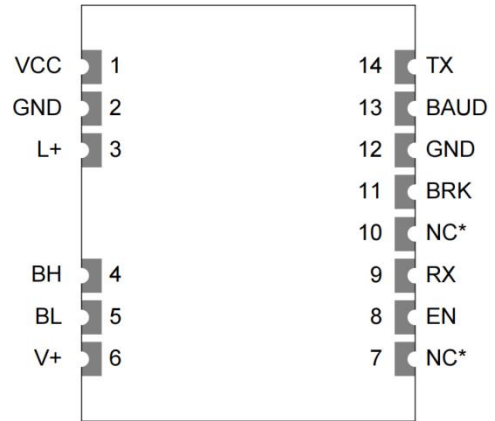 VCC 1 14 TX
GND 2 13 BAUD
L+ 3 12 GND
11 BRK
10 NC*
BH 4 9 RX
BL 5 8 EN
V+ 6 7 NC*